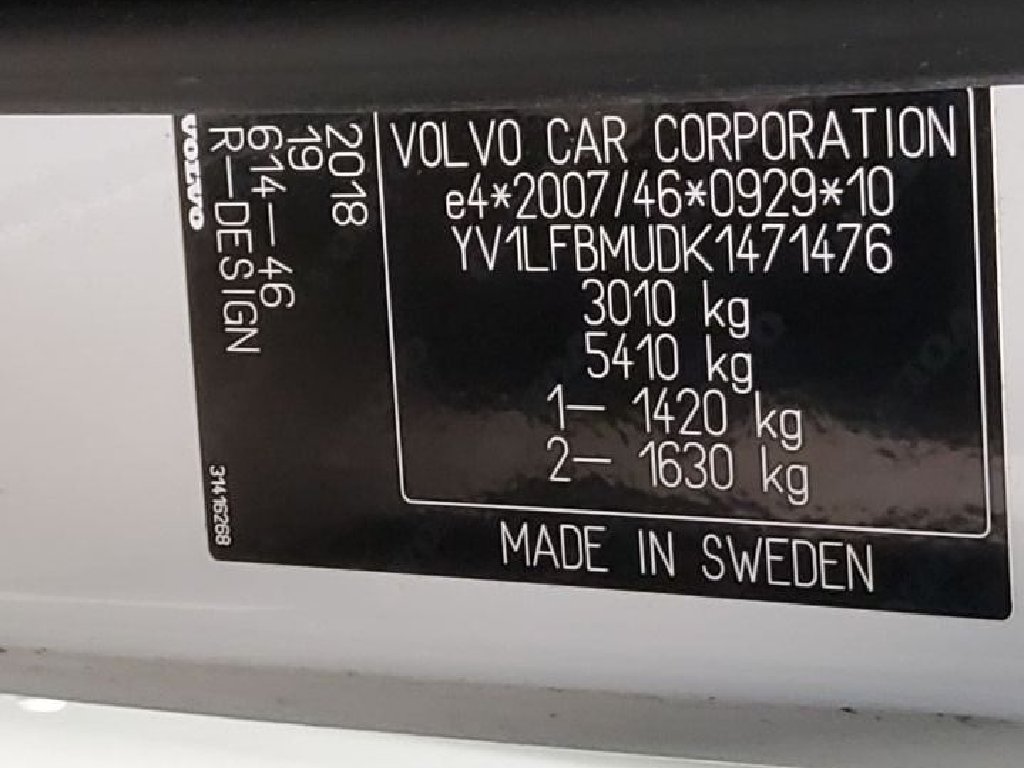 VOLVO CAR CORPORATION
e4*2007/46*0929*10
YV1LFBMUDK1471476
3010 kg
5410 kg
1— 1420 kg
2— 1630 kg
MADE IN SWEDEN
2018
19
614—46
R—DESIGN
VOLVO
31416268